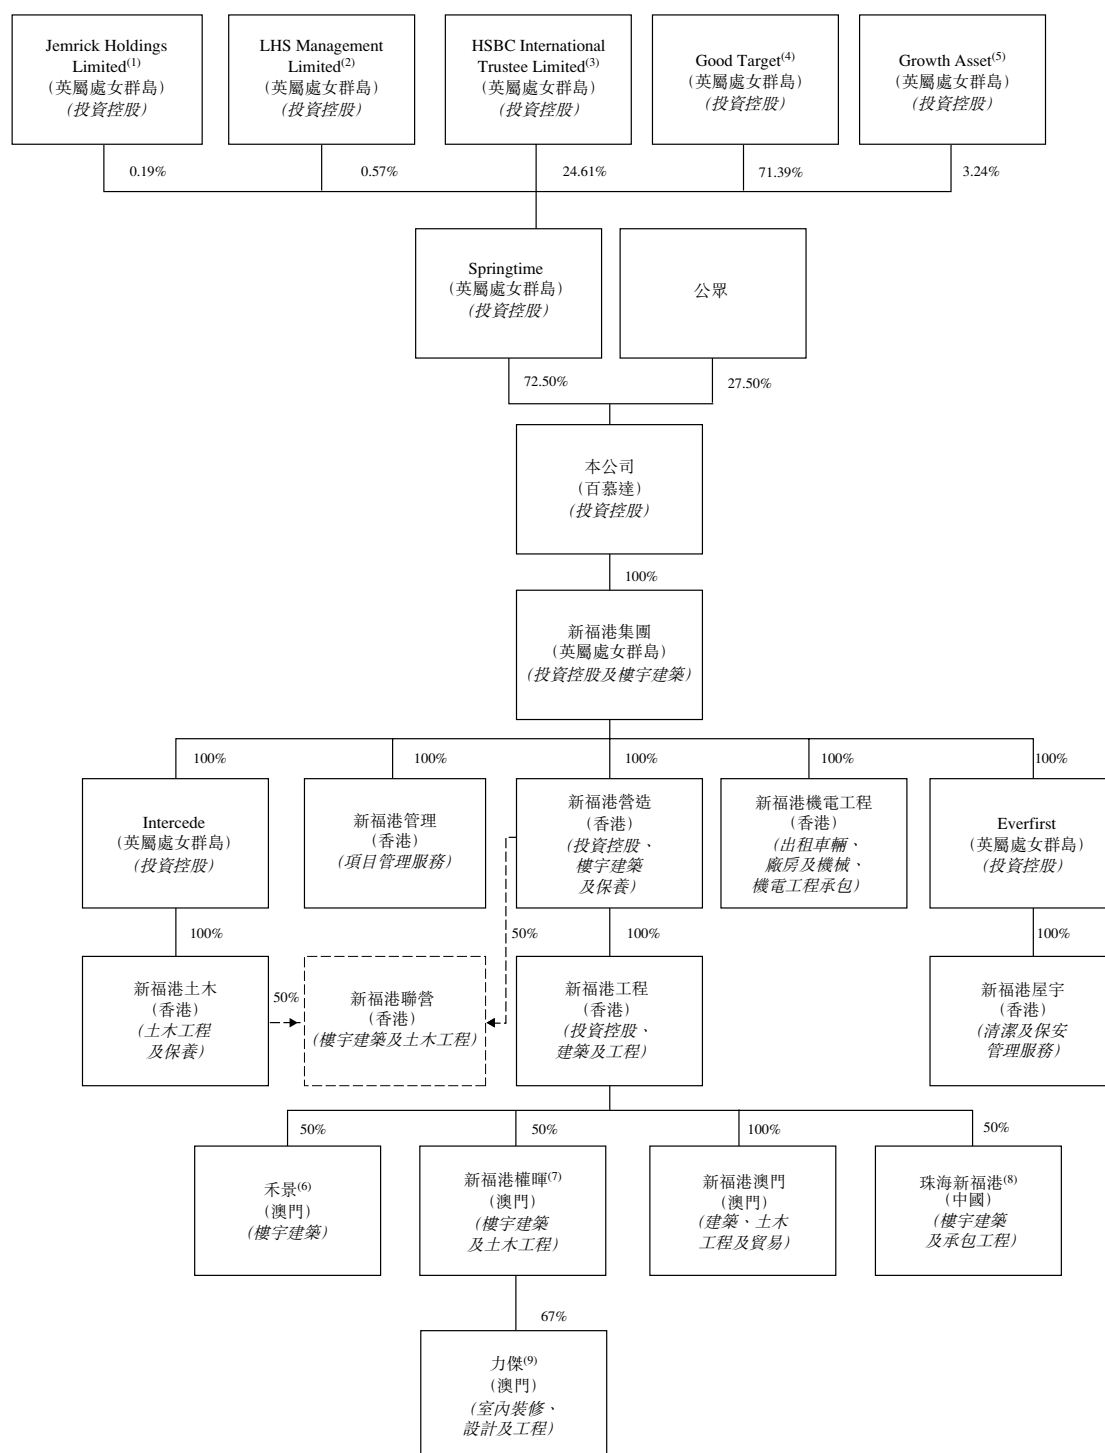 Jemrick Holdings
Limited(1)
(英屬處女群島)
(投資控股)
LHS Management
Limited(2)
(英屬處女群島)
(投資控股)
HSBC International
Trustee Limited(3)
(英屬處女群島)
(投資控股)
Good Target(4)
(英屬處女群島)
(投資控股)
Growth Asset(5)
(英屬處女群島)
(投資控股)
0.19%
0.57%
24.61%
71.39%
3.24%
Springtime
(英屬處女群島)
(投資控股)
公眾
72.50%
27.50%
本公司
(百慕達)
(投資控股)
100%
新福港集團
(英屬處女群島)
(投資控股及樓宇建築)
100%
100%
100%
100%
100%
Intercede
(英屬處女群島)
(投資控股)
新福港管理
(香港)
(項目管理服務)
新福港營造
(香港)
(投資控股、
樓宇建築
及保養)
新福港機電工程
(香港)
(出租車輛、
廠房及機械、
機電工程承包)
Everfirst
(英屬處女群島)
(投資控股)
100%
50%
100%
100%
新福港土木
(香港)
(土木工程
及保養)
50%
新福港聯營
(香港)
(樓宇建築及土木工程)
新福港工程
(香港)
(投資控股、
建築及工程)
新福港屋宇
(香港)
(清潔及保安
管理服務)
50%
50%
100%
50%
禾景(6)
(澳門)
(樓宇建築)
新福港權暉(7)
(澳門)
(樓宇建築
及土木工程)
新福港澳門
(澳門)
(建築、土木
工程及貿易)
珠海新福港(8)
(中國)
(樓宇建築
及承包工程)
67%
力傑(9)
(澳門)
(室內裝修、
設計及工程)